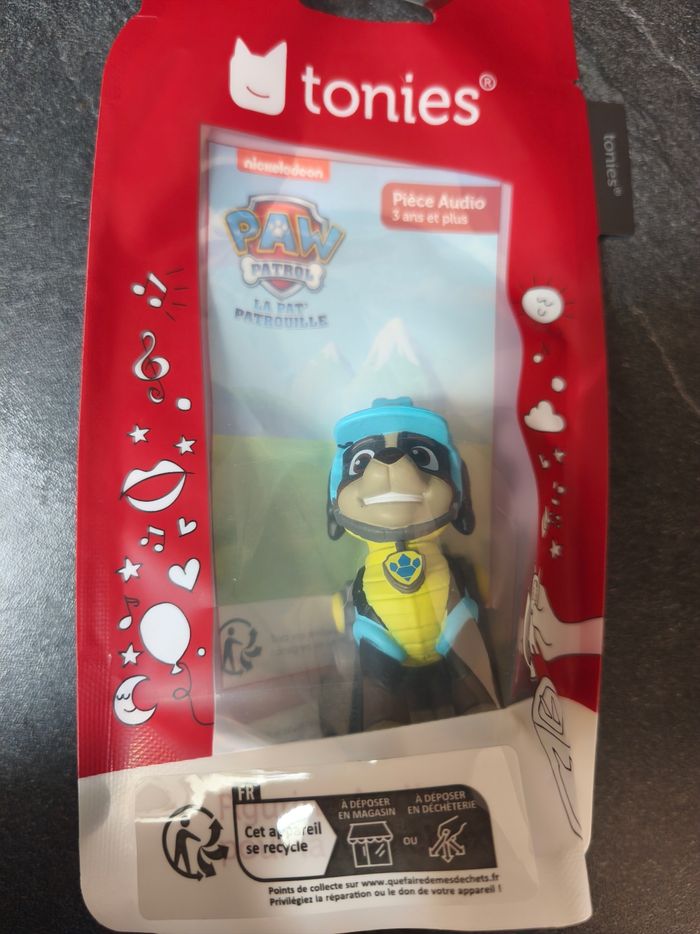 tonies®
tonies®
nickelodeon
Pièce Audio
3 ans et plus
PAW
PATROL
LA PAT'
PATROUILLE
FR
Cet appareil
se recycle
À DÉPOSER
EN MAGASIN
OU
À DÉPOSER
EN DÉCHÈTERIE
Points de collecte sur www.quefairedemesdechets.fr
Privilégiez la réparation ou le don de votre appareil !